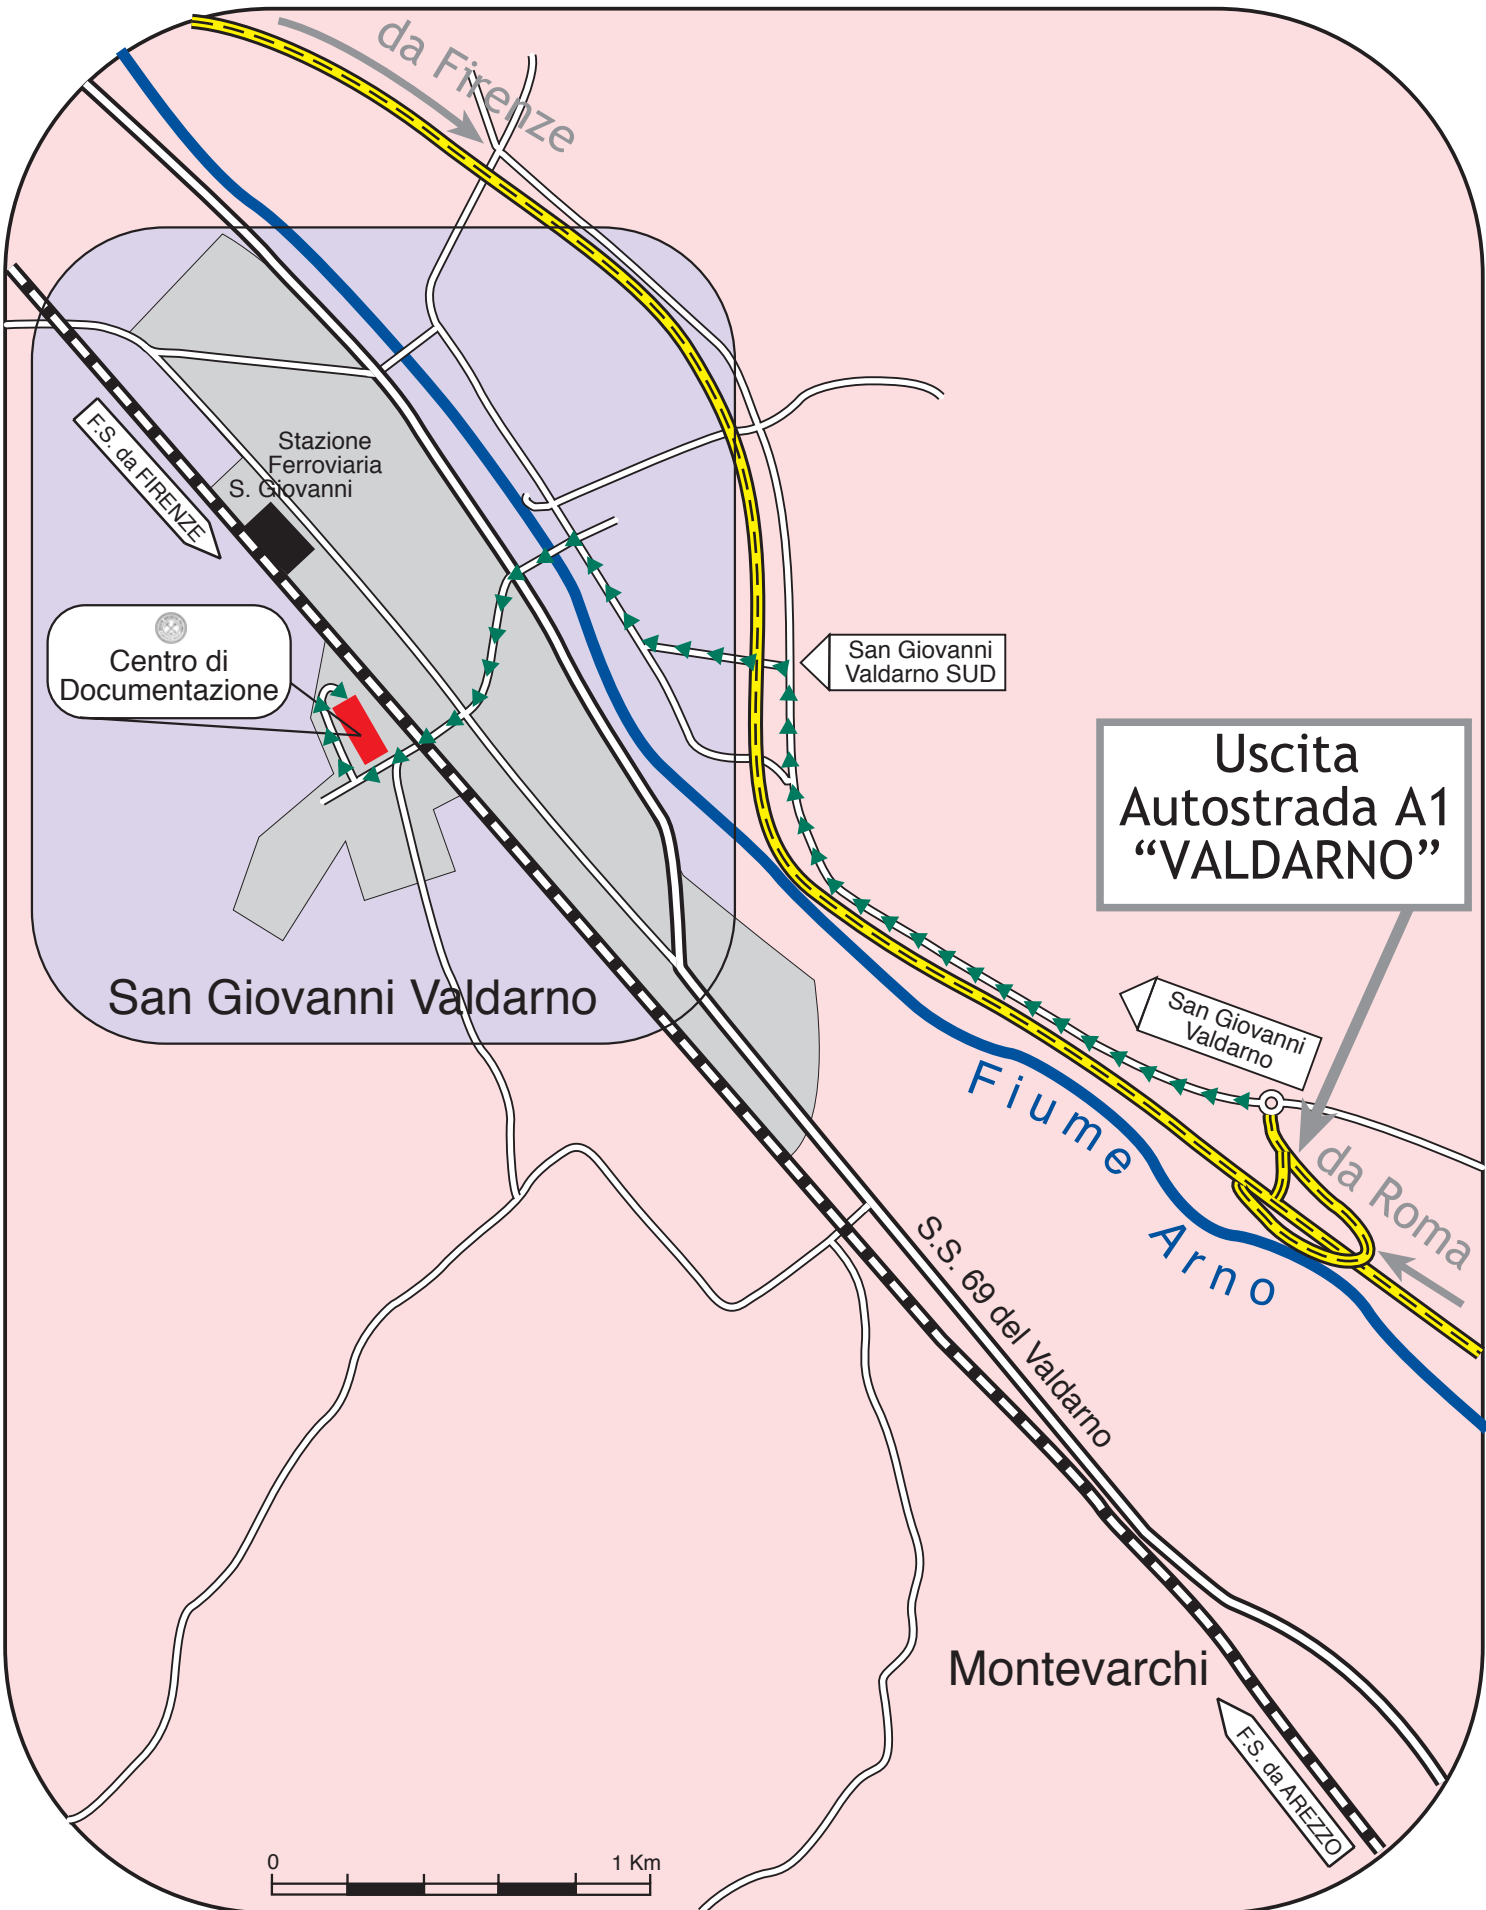 da Firenze
Stazione
Ferroviaria
S. Giovanni
F.S. da FIRENZE
Centro di
Documentazione
San Giovanni
Valdarno SUD
Uscita
Autostrada A1
“VALDARNO”
San Giovanni Valdarno
San Giovanni
Valdarno
Fiume
Arno
da Roma
S.S. 69 del Valdarno
Montevarchi
F.S. da AREZZO
0 1 Km